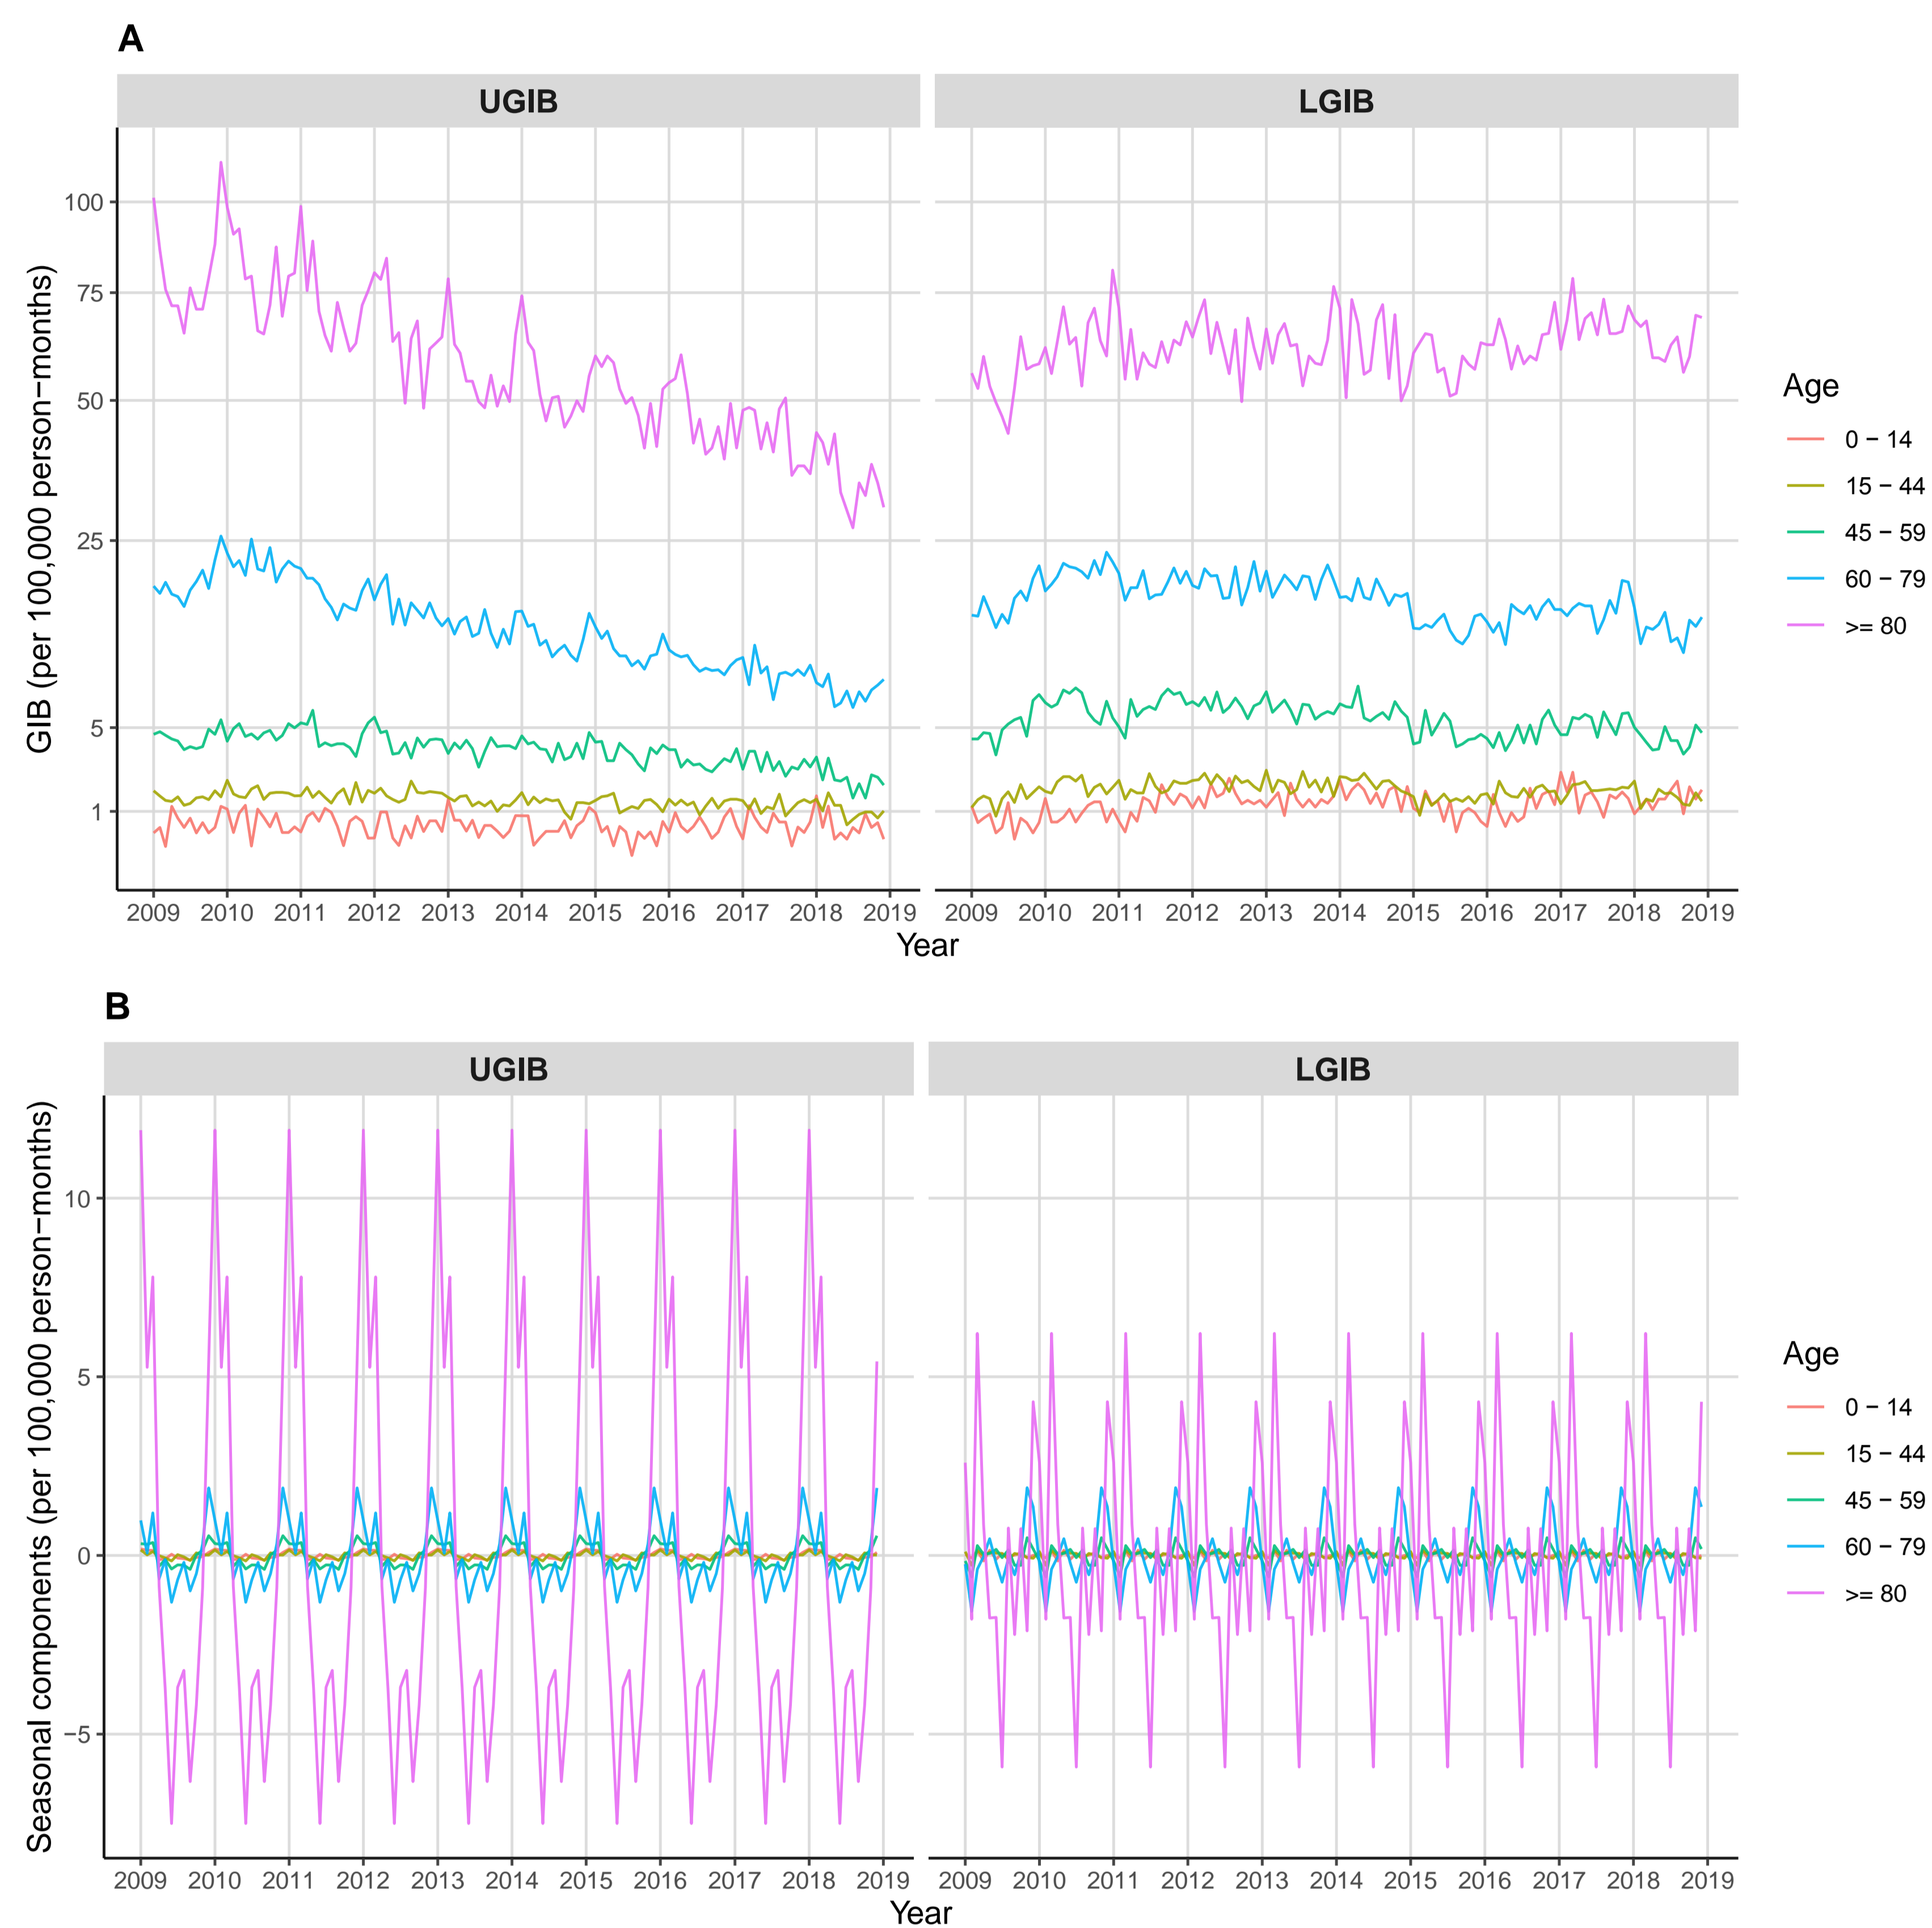 A
UGIB LGIB
GIB (per 100,000 person−months)
100
75
50
25
5
1
2009 2010 2011 2012 2013 2014 2015 2016 2017 2018 2019 2009 2010 2011 2012 2013 2014 2015 2016 2017 2018 2019
Year
Age
0 − 14
15 − 44
45 − 59
60 − 79
>= 80
B
UGIB LGIB
Seasonal components (per 100,000 person−months)
10
5
0
−5
2009 2010 2011 2012 2013 2014 2015 2016 2017 2018 2019 2009 2010 2011 2012 2013 2014 2015 2016 2017 2018 2019
Year
Age
0 − 14
15 − 44
45 − 59
60 − 79
>= 80